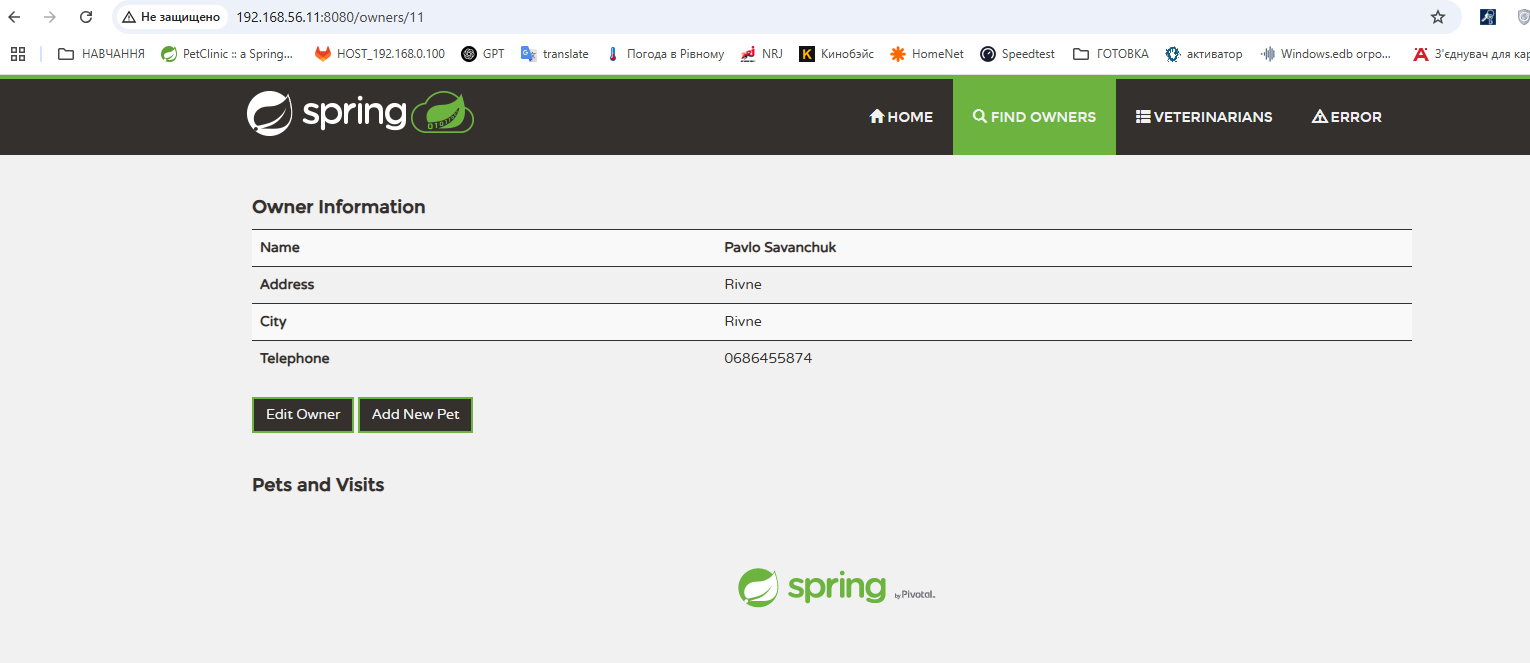 Не защищено 192.168.56.11:8080/owners/11
НАВЧАННЯ PetClinic :: a Spring... HOST_192.168.0.100 GPT translate Погода в Рівному NRJ Кинобэйс HomeNet Speedtest ГОТОВКА активатор Windows.edb огро... З'єднувач для кар
spring HOME FIND OWNERS VETERINARIANS ERROR
Owner Information
Name Pavlo Savanchuk
Address Rivne
City Rivne
Telephone 0686455874
Edit Owner Add New Pet
Pets and Visits
spring by Pivotal.